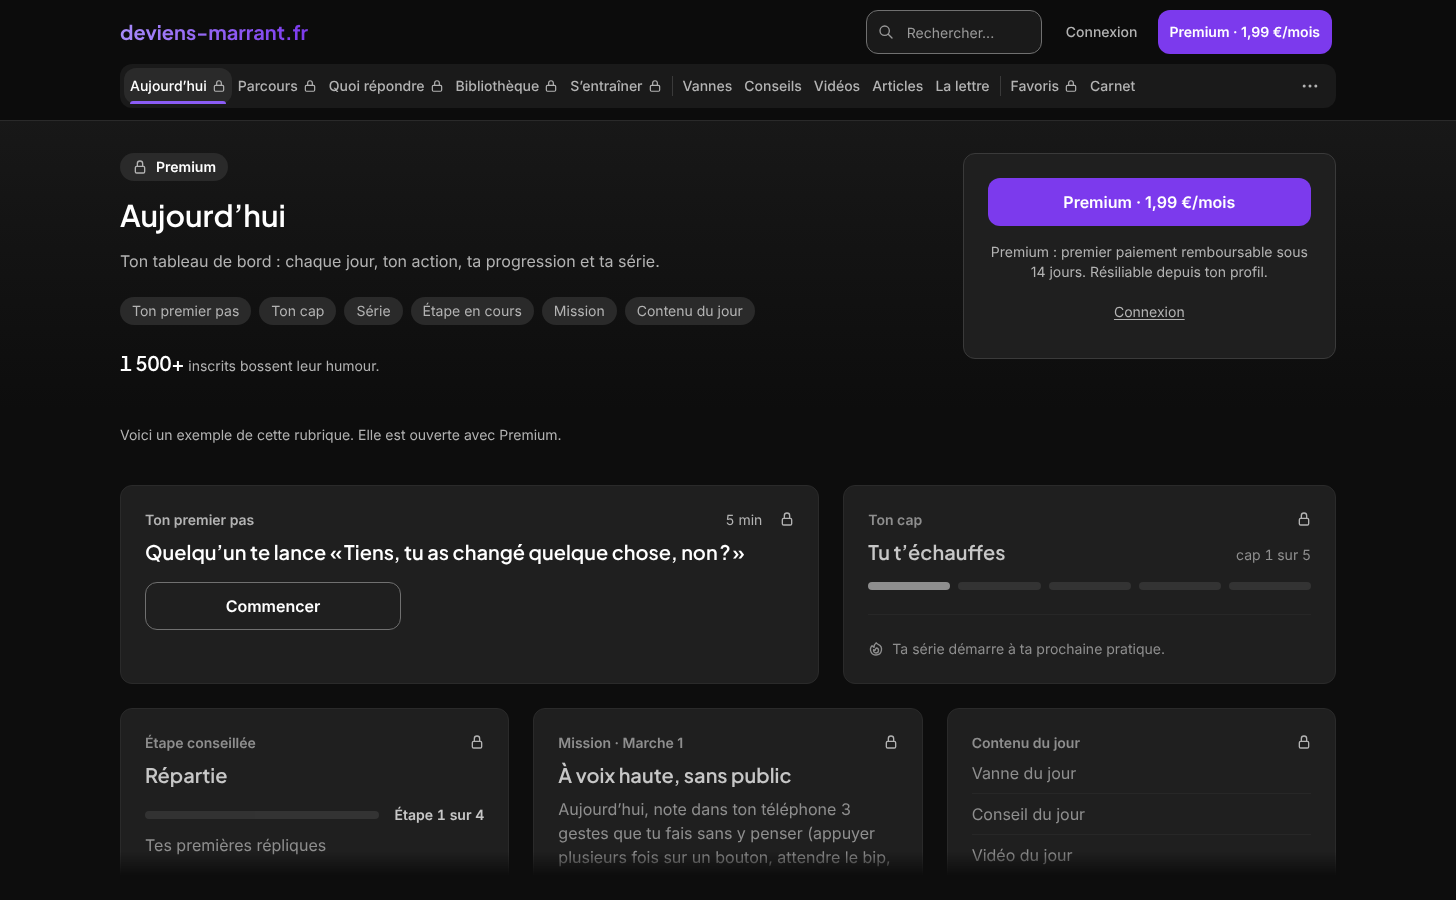 deviens-marrant.fr
Rechercher...
Connexion
Premium · 1,99 €/mois
Aujourd’hui
Parcours
Quoi répondre
Bibliothèque
S’entraîner
Vannes
Conseils
Vidéos
Articles
La lettre
Favoris
Carnet
Premium
Aujourd’hui
Ton tableau de bord : chaque jour, ton action, ta progression et ta série.
Ton premier pas
Ton cap
Série
Étape en cours
Mission
Contenu du jour
1 500+ inscrits bossent leur humour.
Premium · 1,99 €/mois
Premium : premier paiement remboursable sous
14 jours. Résiliable depuis ton profil.
Connexion
Voici un exemple de cette rubrique. Elle est ouverte avec Premium.
Ton premier pas
5 min
Quelqu’un te lance « Tiens, tu as changé quelque chose, non ? »
Commencer
Ton cap
Tu t’échauffes
cap 1 sur 5
Ta série démarre à ta prochaine pratique.
Étape conseillée
Répartie
Étape 1 sur 4
Tes premières répliques
Mission · Marche 1
À voix haute, sans public
Aujourd’hui, note dans ton téléphone 3
gestes que tu fais sans y penser (appuyer
plusieurs fois sur un bouton, attendre le bip,
Contenu du jour
Vanne du jour
Conseil du jour
Vidéo du jour